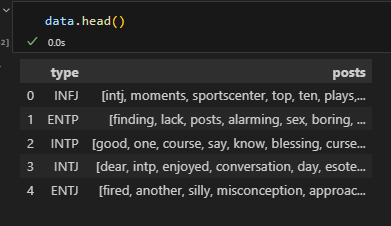 data.head()
2] 0.0s
type posts
0 INFJ [intj, moments, sportscenter, top, ten, plays,...
1 ENTP [finding, lack, posts, alarming, sex, boring, ...
2 INTP [good, one, course, say, know, blessing, curse...
3 INTJ [dear, intp, enjoyed, conversation, day, esote...
4 ENTJ [fired, another, silly, misconception, approac...